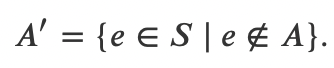 A′ = {e ∈ S | e ∉ A}.